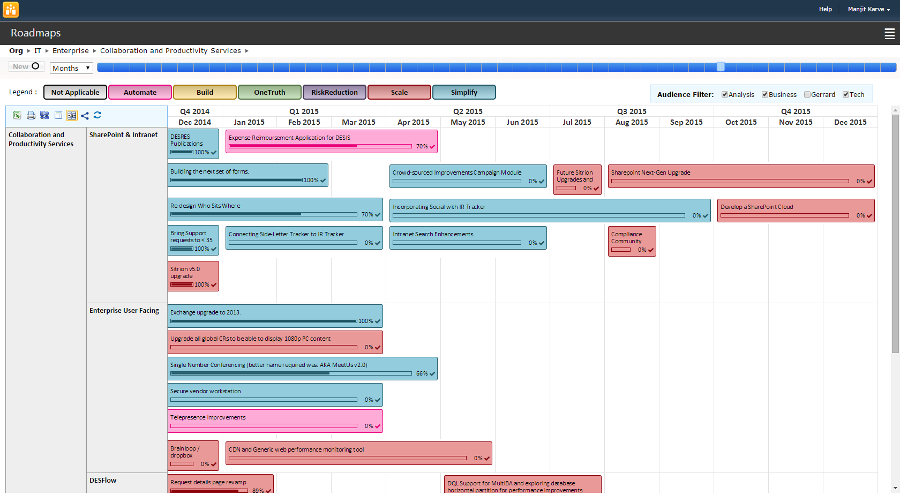 Help Manjit Karve
Roadmaps
Org ▸ IT ▸ Enterprise ▸ Collaboration and Productivity Services ▸
New
Months
Legend : Not Applicable Automate Build OneTruth RiskReduction Scale Simplify
Audience Filter: Analysis Business Gerrard Tech
Q4 2014 Q1 2015 Q2 2015 Q3 2015 Q4 2015
Dec 2014 Jan 2015 Feb 2015 Mar 2015 Apr 2015 May 2015 Jun 2015 Jul 2015 Aug 2015 Sep 2015 Oct 2015 Nov 2015 Dec 2015
Collaboration and
Productivity Services
SharePoint & Intranet
DESRES
Publications
100%
Expense Reimbursement Application for DESIS
70%
Building the next set of forms.
100%
Crowd-sourced Improvements Campaign Module
0%
Future Sitrion
Upgrades and
0%
Sharepoint Next-Gen Upgrade
0%
Re-design Who Sits Where
70%
Incorporating Social with IR Tracker
0%
Develop a SharePoint Cloud
0%
Bring Support
requests to < 35
100%
Connecting Side-Letter Tracker to IR Tracker
0%
Intranet Search Enhancements
0%
Compliance
Community
0%
Sitrion v5.0
upgrade
100%
Enterprise User Facing
Exchange upgrade to 2013.
100%
Upgrade all global CRs to be able to display 1080p PC content
0%
Single Number Conferencing (better name required was: AKA MeetUs v2.0)
66%
Secure vendor workstation
0%
Telepresence improvements
0%
Brainloop /
dropbox
0%
CDN and Generic web performance monitoring tool
0%
DESFlow
Request details page revamp
89%
DQL Support for MultiBA and exploring database
horizontal partition for performance improvements